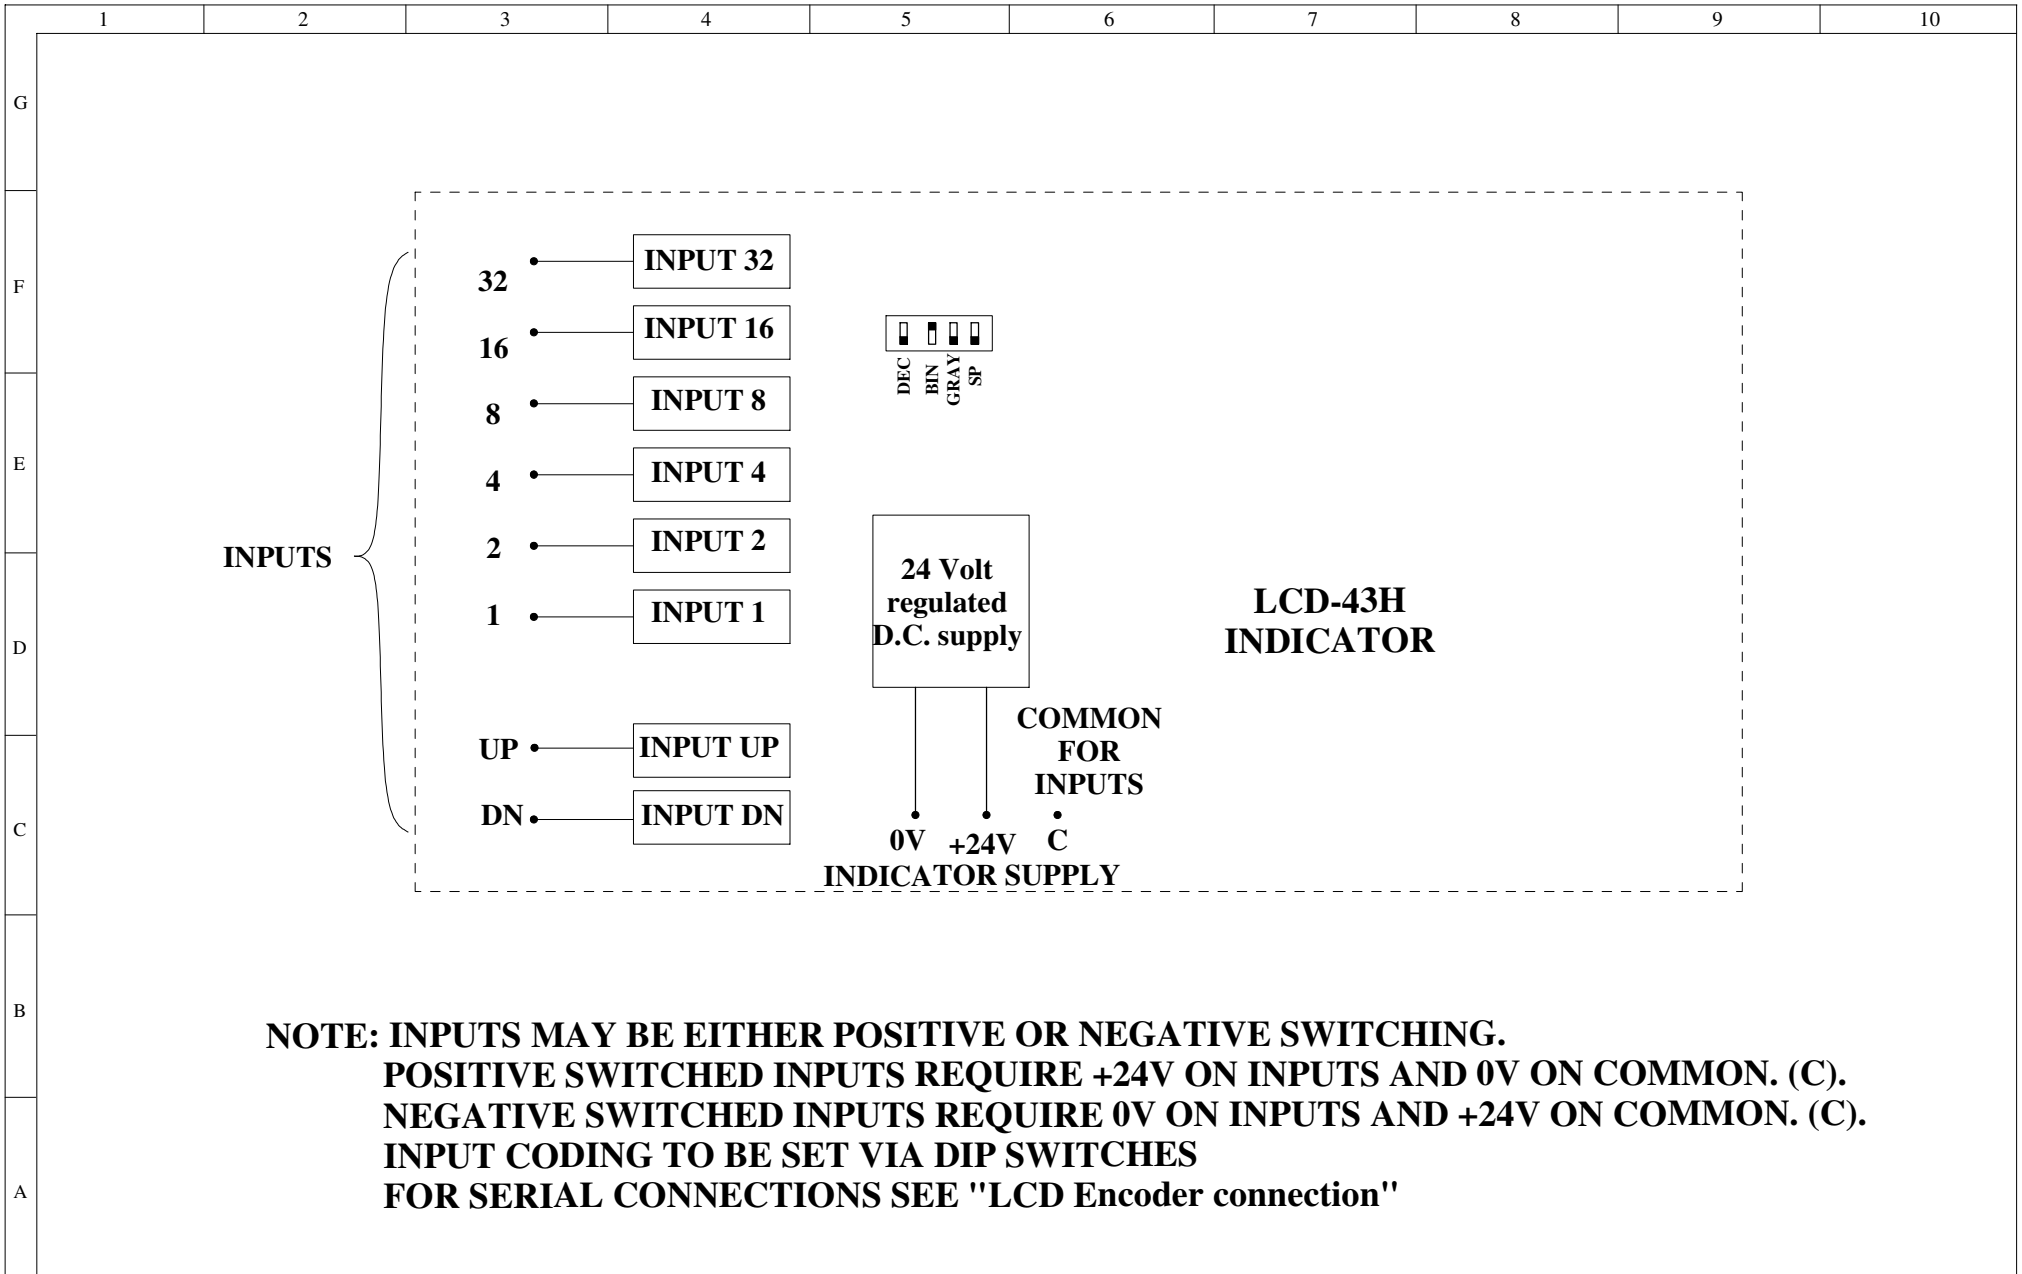 1 2 3 4 5 6 7 8 9 10
G
F
E
D
C
B
A
INPUTS
32 INPUT 32
16 INPUT 16
8 INPUT 8
4 INPUT 4
2 INPUT 2
1 INPUT 1
UP INPUT UP
DN INPUT DN
DEC
BIN
GRAY
SP
24 Volt
regulated
D.C. supply
COMMON
FOR
INPUTS
0V +24V C
INDICATOR SUPPLY
LCD-43H
INDICATOR
NOTE: INPUTS MAY BE EITHER POSITIVE OR NEGATIVE SWITCHING.
POSITIVE SWITCHED INPUTS REQUIRE +24V ON INPUTS AND 0V ON COMMON. (C).
NEGATIVE SWITCHED INPUTS REQUIRE 0V ON INPUTS AND +24V ON COMMON. (C).
INPUT CODING TO BE SET VIA DIP SWITCHES
FOR SERIAL CONNECTIONS SEE "LCD Encoder connection"